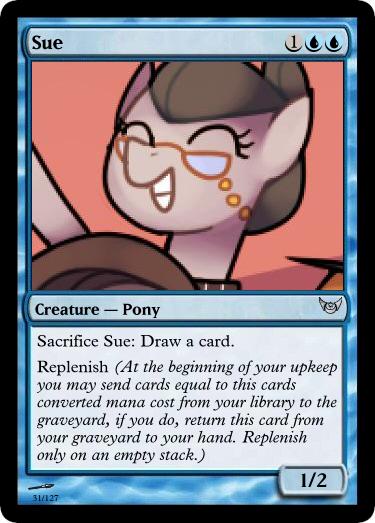 Sue 1
Creature — Pony
Sacrifice Sue: Draw a card.
Replenish (At the beginning of your upkeep
you may send cards equal to this cards
converted mana cost from your library to the
graveyard, if you do, return this card from
your graveyard to your hand. Replenish
only on an empty stack.)
1/2
31/127